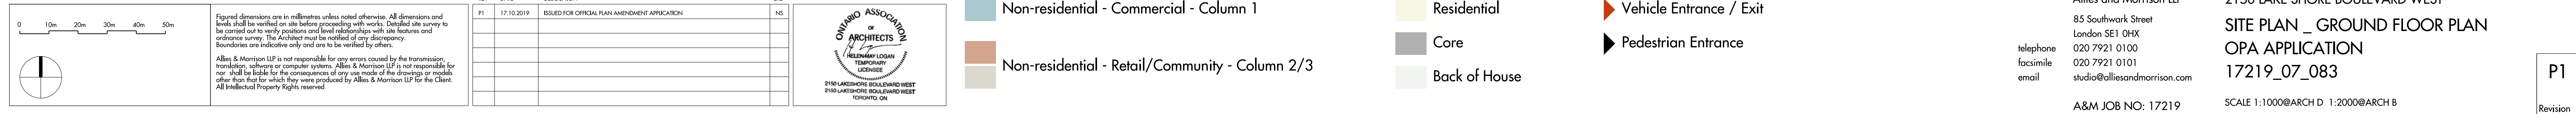 0 10m 20m 30m 40m 50m
Figured dimensions are in millimetres unless noted otherwise. All dimensions and
levels shall be verified on site before proceeding with works. Detailed site survey to
be carried out to verify positions and level relationships with site features and
ordnance survey. The Architect must be notified of any discrepancy.
Boundaries are indicative only and are to be verified by others.
Allies & Morrison LLP is not responsible for any errors caused by the transmission,
translation, software or computer systems. Allies & Morrison LLP is not responsible for
nor shall be liable for the consequences of any use made of the drawings or models
other than that for which they were produced by Allies & Morrison LLP for the Client.
All Intellectual Property Rights reserved
P1 17.10.2019 ISSUED FOR OFFICIAL PLAN AMENDMENT APPLICATION NS
ONTARIO ASSOCIATION
OF
ARCHITECTS
HELENAMAY LOGAN
TEMPORARY
LICENSEE
2150 LAKESHORE BOULEVARD WEST
2150 LAKESHORE BOULEVARD WEST
TORONTO, ON
Non-residential - Commercial - Column 1
Non-residential - Retail/Community - Column 2/3
Residential
Core
Back of House
Vehicle Entrance / Exit
Pedestrian Entrance
Allies and Morrison LLP
85 Southwark Street
London SE1 0HX
telephone 020 7921 0100
facsimile 020 7921 0101
email studio@alliesandmorrison.com
A&M JOB NO: 17219
2150 LAKE SHORE BOULEVARD WEST
SITE PLAN _ GROUND FLOOR PLAN
OPA APPLICATION
17219_07_083
SCALE 1:1000@ARCH D 1:2000@ARCH B
P1
Revision